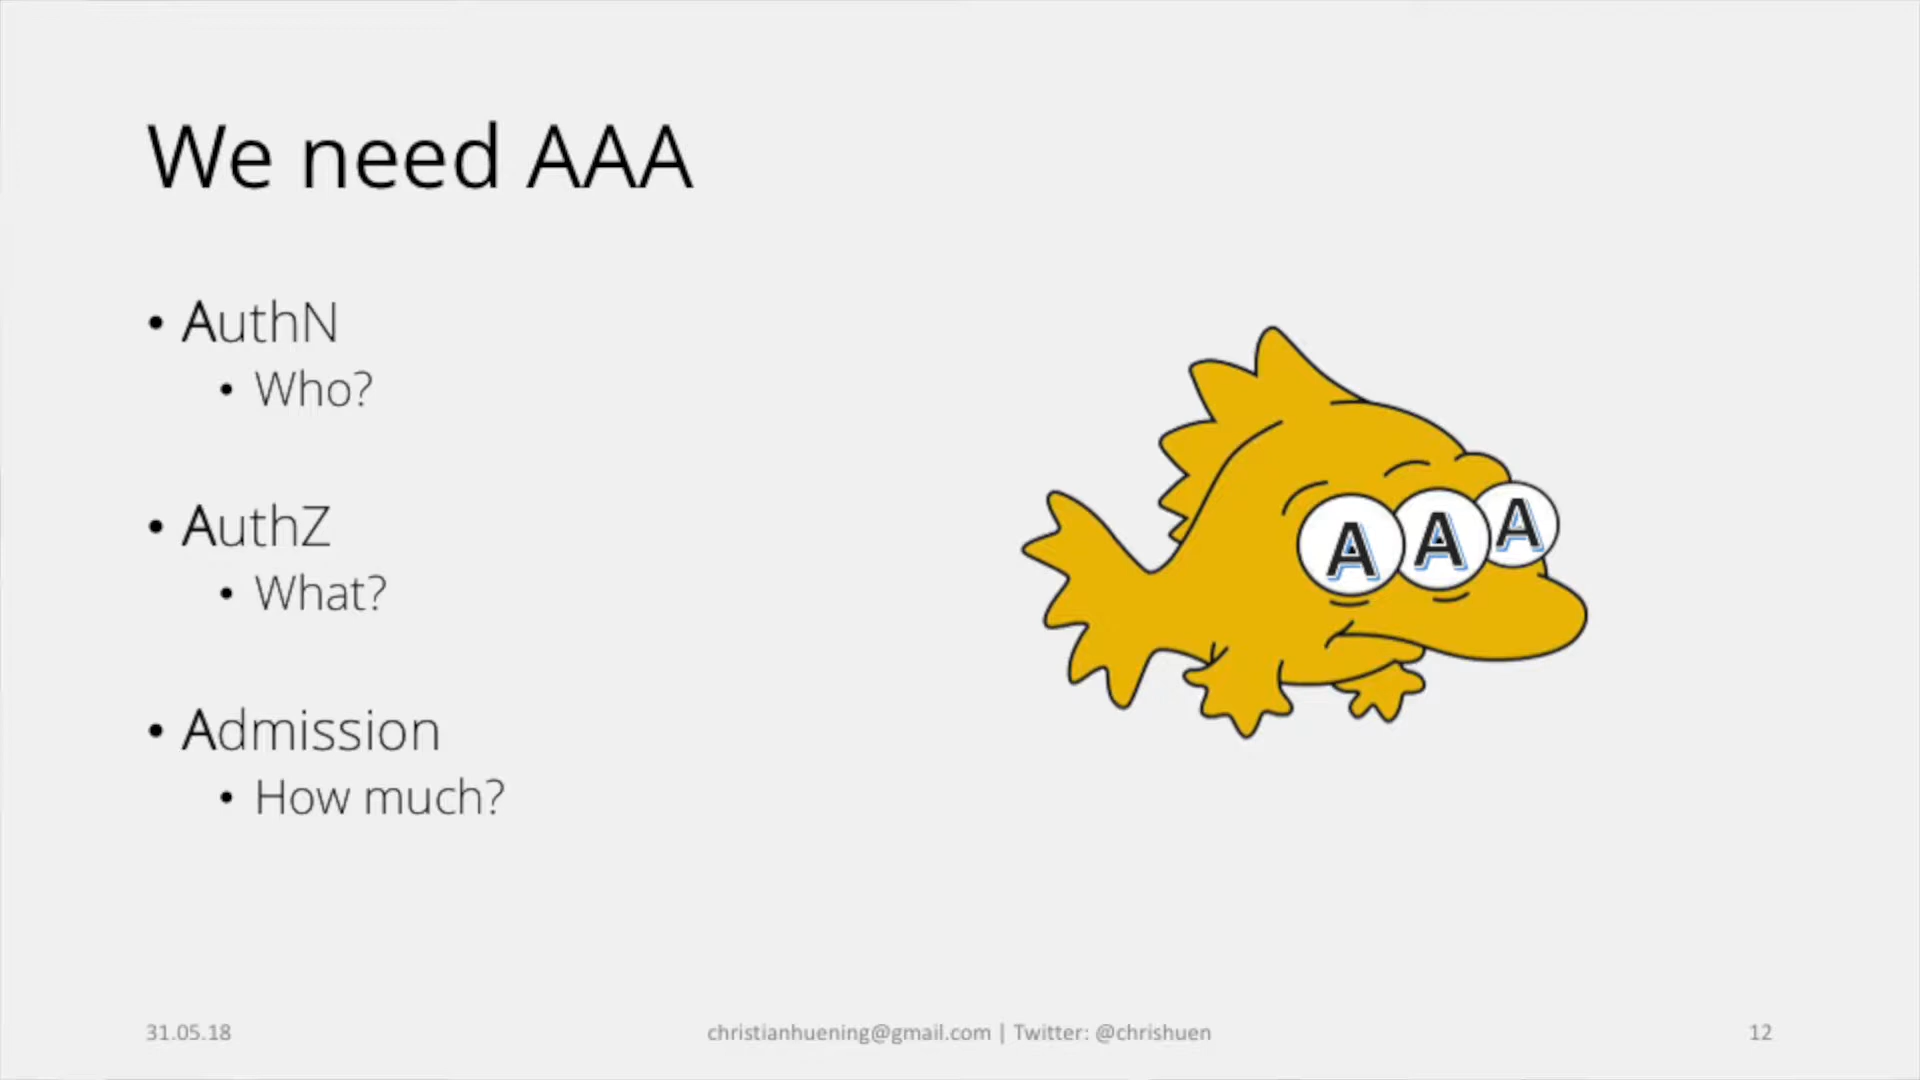 We need AAA
• AuthN
• Who?
• AuthZ
• What?
• Admission
• How much?
A A A
31.05.18
christianhuening@gmail.com | Twitter: @chrishuen
12